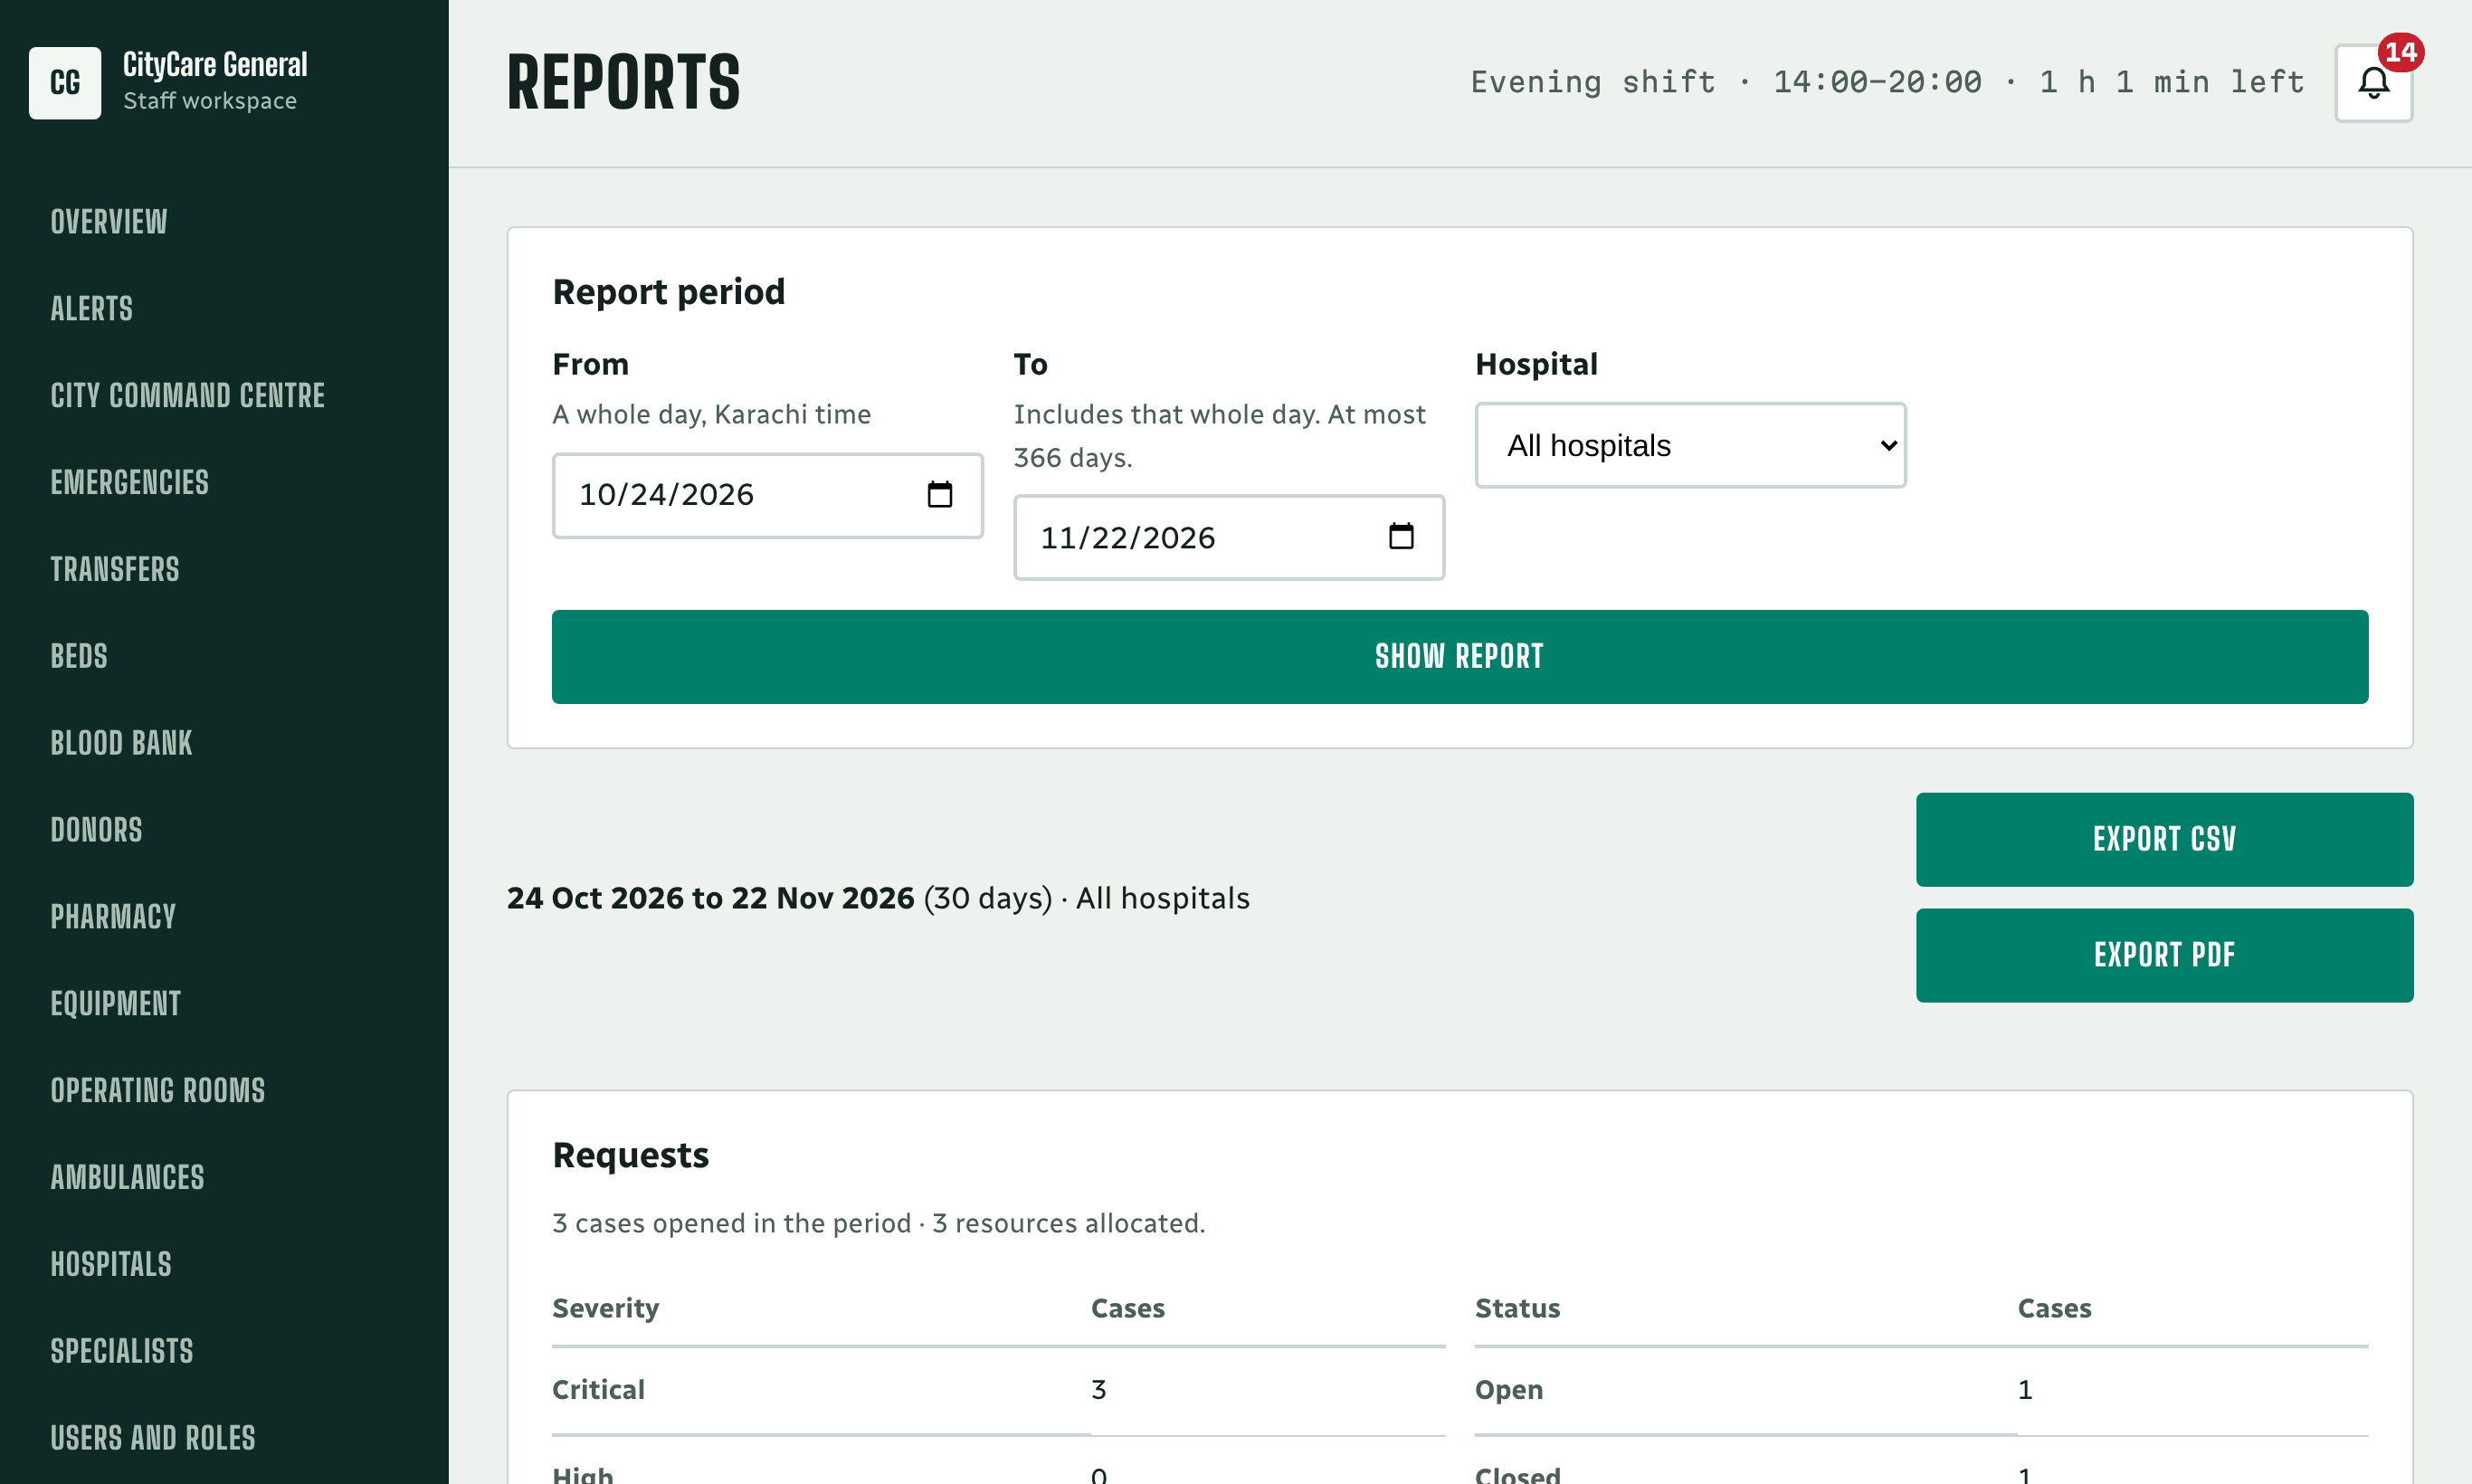 CG
CityCare General
Staff workspace
OVERVIEW
ALERTS
CITY COMMAND CENTRE
EMERGENCIES
TRANSFERS
BEDS
BLOOD BANK
DONORS
PHARMACY
EQUIPMENT
OPERATING ROOMS
AMBULANCES
HOSPITALS
SPECIALISTS
USERS AND ROLES
REPORTS
Evening shift · 14:00–20:00 · 1 h 1 min left
14
Report period
From
A whole day, Karachi time
10/24/2026
To
Includes that whole day. At most
366 days.
11/22/2026
Hospital
All hospitals
SHOW REPORT
24 Oct 2026 to 22 Nov 2026 (30 days) · All hospitals
EXPORT CSV
EXPORT PDF
Requests
3 cases opened in the period · 3 resources allocated.
Severity Cases
Critical 3
High 0
Status Cases
Open 1
Closed 1